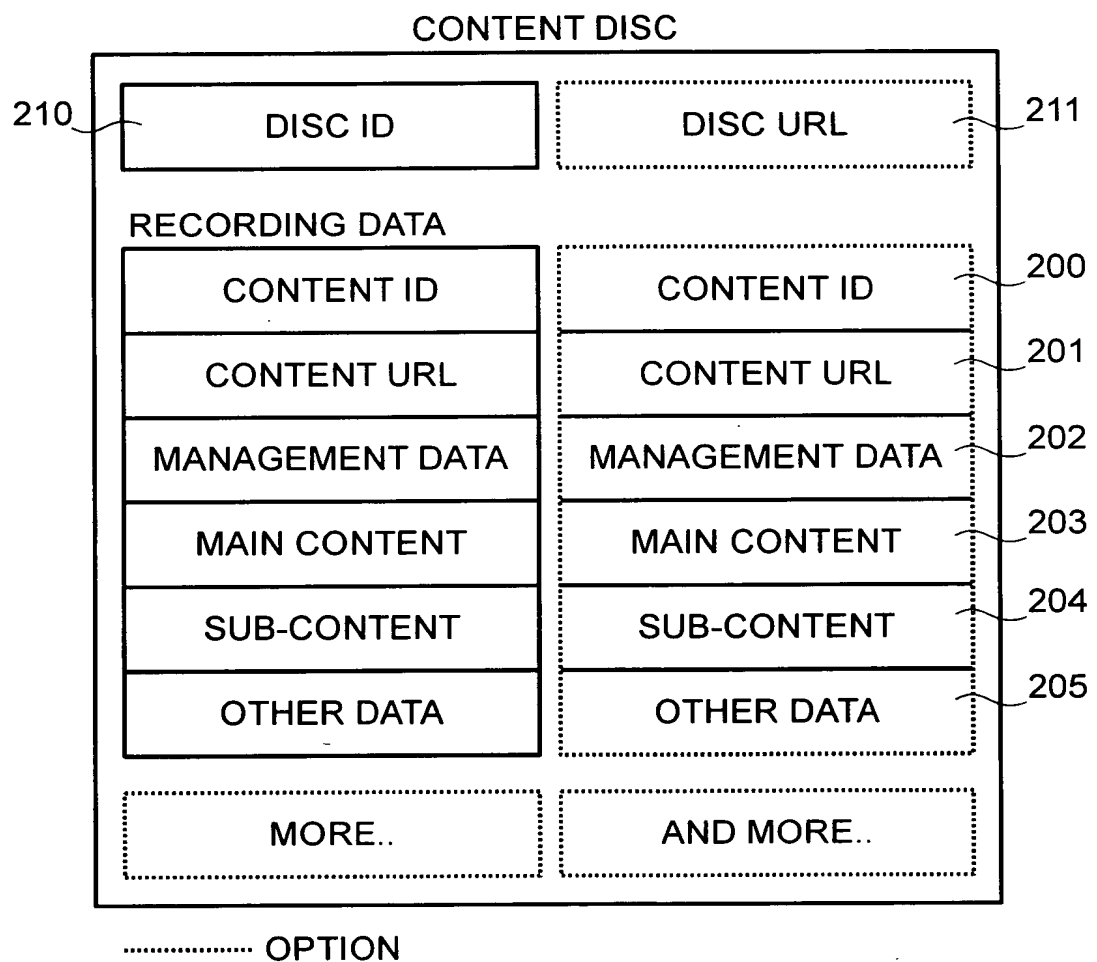 CONTENT DISC
210 DISC ID DISC URL 211
RECORDING DATA
CONTENT ID CONTENT ID 200
CONTENT URL CONTENT URL 201
MANAGEMENT DATA MANAGEMENT DATA 202
MAIN CONTENT MAIN CONTENT 203
SUB-CONTENT SUB-CONTENT 204
OTHER DATA OTHER DATA 205
MORE.. AND MORE..
OPTION